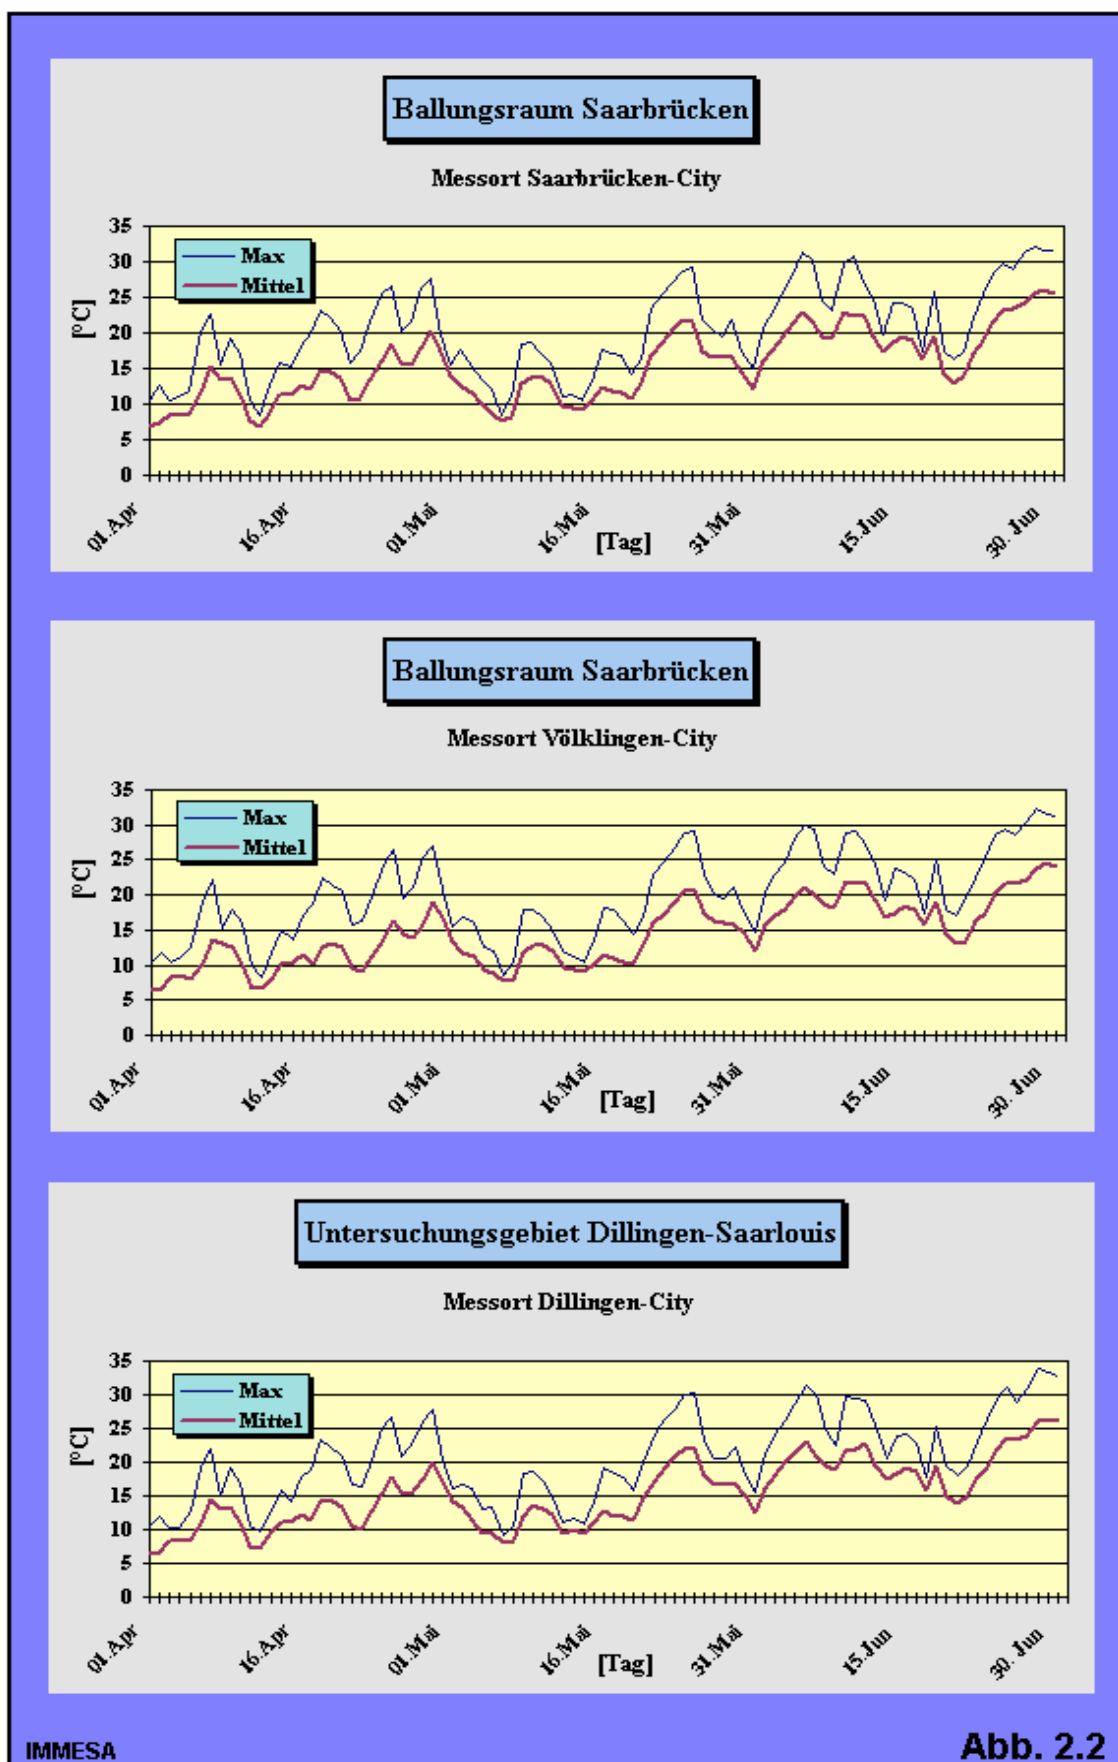 Ballungsraum Saarbrücken
Messort Saarbrücken-City
[°C]
35
30
25
20
15
10
5
0
Max
Mittel
01.Apr
16.Apr
01.Mai
16.Mai
31.Mai
15.Jun
30. Jun
[Tag]
Ballungsraum Saarbrücken
Messort Völklingen-City
[°C]
35
30
25
20
15
10
5
0
Max
Mittel
01.Apr
16.Apr
01.Mai
16.Mai
31.Mai
15.Jun
30. Jun
[Tag]
Untersuchungsgebiet Dillingen-Saarlouis
Messort Dillingen-City
[°C]
35
30
25
20
15
10
5
0
Max
Mittel
01.Apr
16.Apr
01.Mai
16.Mai
31.Mai
15.Jun
30. Jun
[Tag]
IMMESA
Abb. 2.2